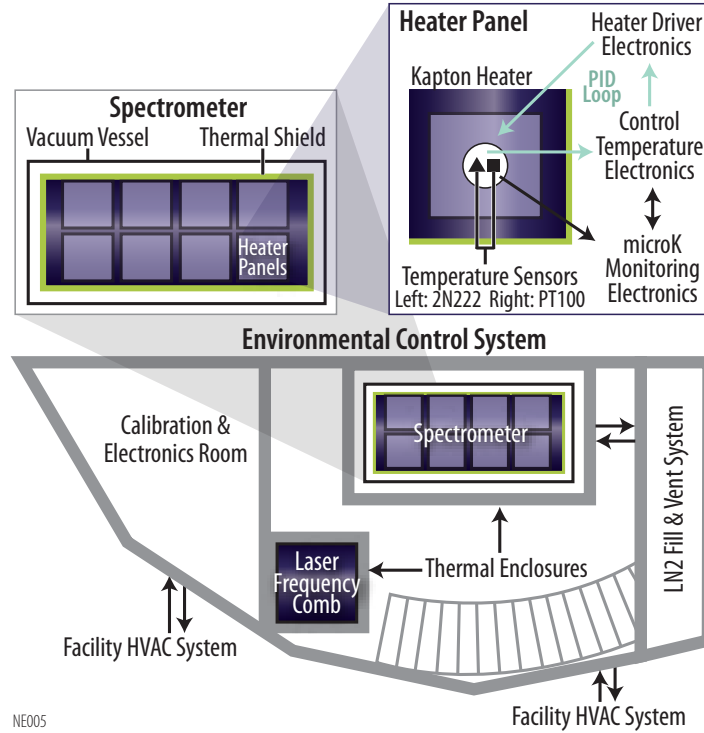 Heater Panel
Heater Driver
Electronics
Kapton Heater
PID
Loop
Control
Temperature
Electronics
microK
Monitoring
Electronics
Temperature Sensors
Left: 2N222 Right: PT100
Spectrometer
Vacuum Vessel
Thermal Shield
Heater
Panels
Environmental Control System
Calibration &
Electronics Room
Spectrometer
LN2 Fill & Vent System
Laser
Frequency
Comb
Thermal Enclosures
Facility HVAC System
Facility HVAC System
NE005